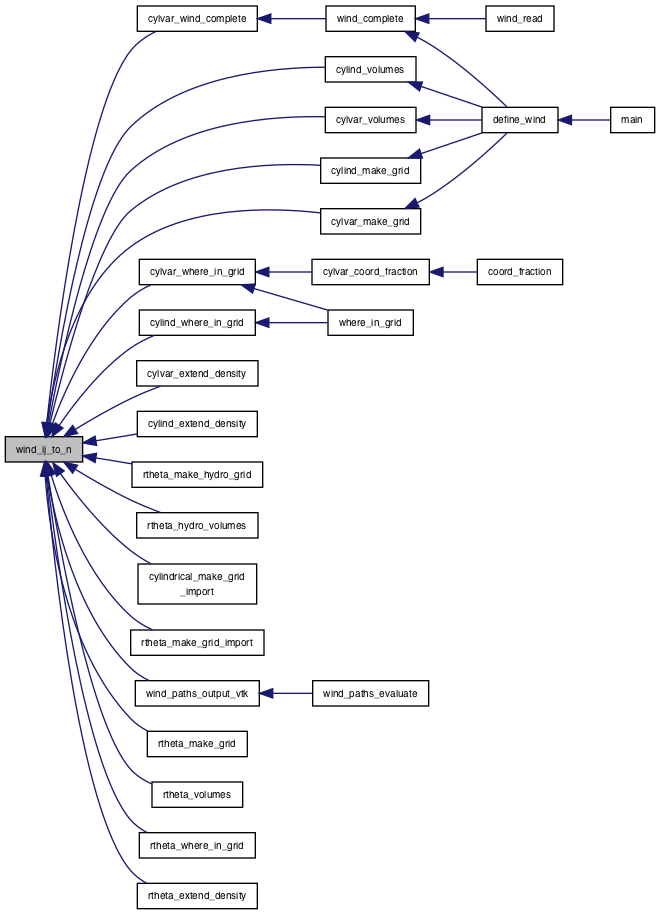 cylvar_wind_complete
wind_complete
wind_read
cylind_volumes
cylvar_volumes
define_wind
main
cylind_make_grid
cylvar_make_grid
cylvar_where_in_grid
cylvar_coord_fraction
coord_fraction
cylind_where_in_grid
where_in_grid
cylvar_extend_density
cylind_extend_density
wind_ij_to_n
rtheta_make_hydro_grid
rtheta_hydro_volumes
cylindrical_make_grid
_import
rtheta_make_grid_import
wind_paths_output_vtk
wind_paths_evaluate
rtheta_make_grid
rtheta_volumes
rtheta_where_in_grid
rtheta_extend_density